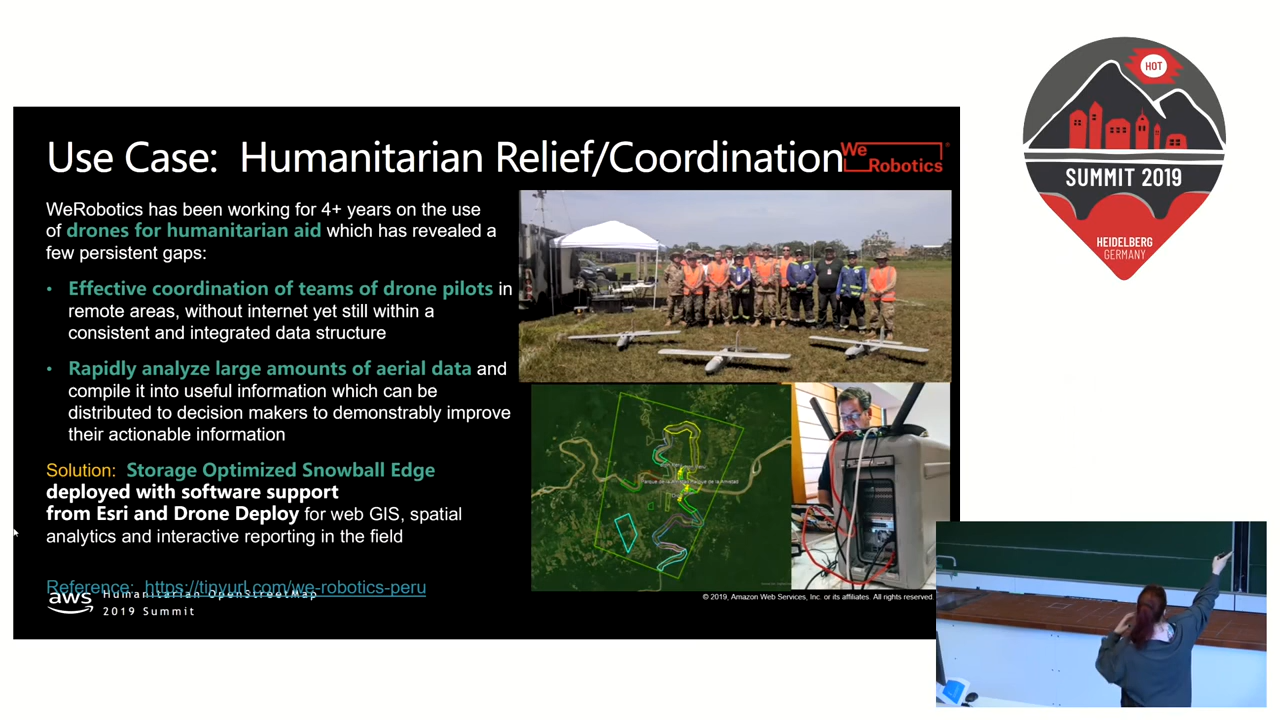 Use Case: Humanitarian Relief/Coordination
We
Robotics
WeRobotics has been working for 4+ years on the use
of drones for humanitarian aid which has revealed a
few persistent gaps:
• Effective coordination of teams of drone pilots in
remote areas, without internet yet still within a
consistent and integrated data structure
• Rapidly analyze large amounts of aerial data and
compile it into useful information which can be
distributed to decision makers to demonstrably improve
their actionable information
Solution: Storage Optimized Snowball Edge
deployed with software support
from Esri and Drone Deploy for web GIS, spatial
analytics and interactive reporting in the field
Reference: https://tinyurl.com/we-robotics-peru
aws
Humanitarian OpenStreetMap
2019 Summit
© 2019, Amazon Web Services, Inc. or its affiliates. All rights reserved.
HOT
SUMMIT 2019
HEIDELBERG
GERMANY